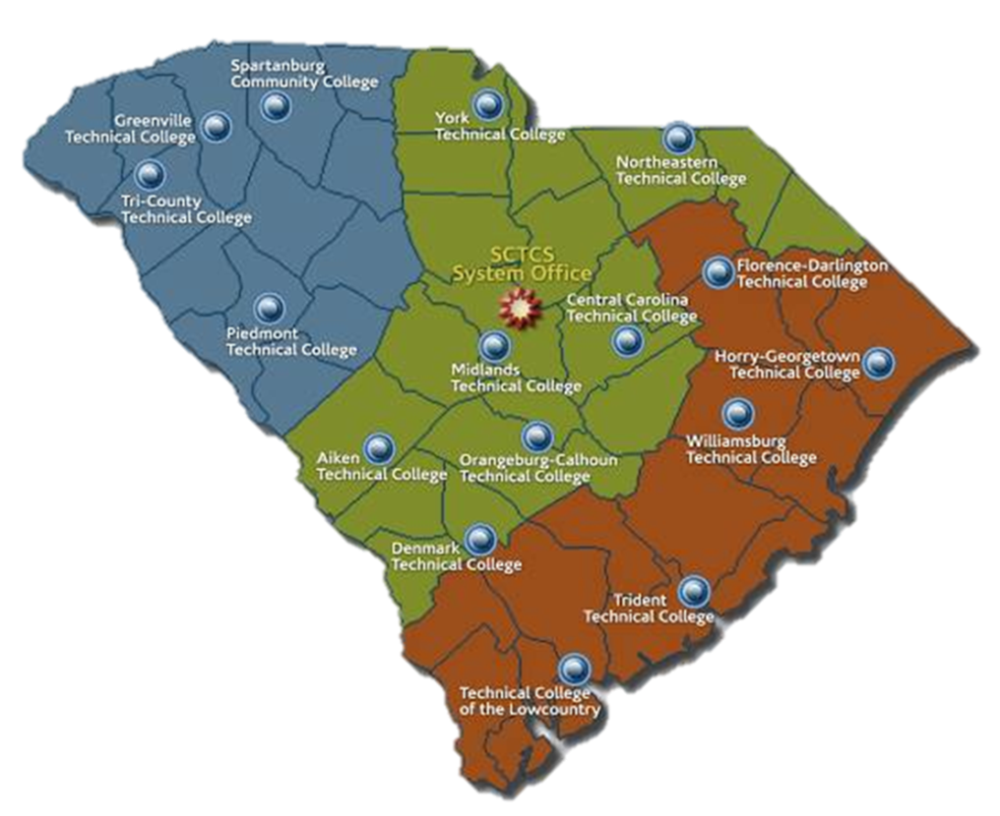 Spartanburg
Community College
Greenville
Technical College
York
Technical College
Northeastern
Technical College
Tri-County
Technical College
SCTCS
System Office
Florence-Darlington
Technical College
Central Carolina
Technical College
Piedmont
Technical College
Midlands
Technical College
Horry-Georgetown
Technical College
Williamsburg
Technical College
Aiken
Technical College
Orangeburg-Calhoun
Technical College
Denmark
Technical College
Trident
Technical College
Technical College
of the Lowcountry